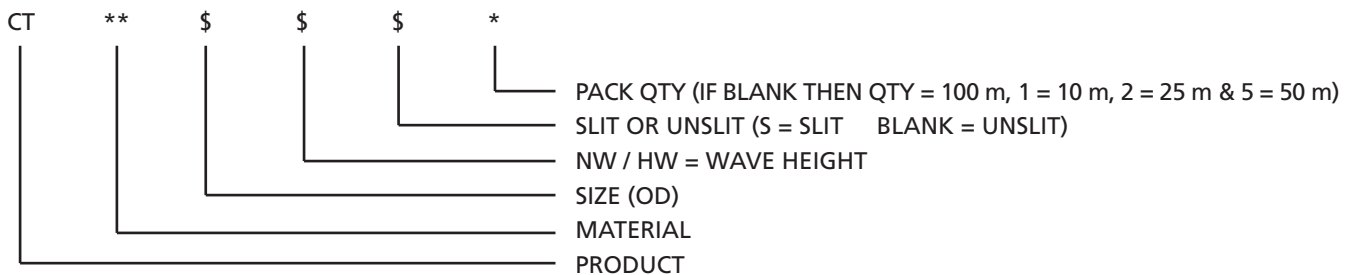 CT ** $ $ $ *
PACK QTY (IF BLANK THEN QTY = 100 m, 1 = 10 m, 2 = 25 m & 5 = 50 m)
SLIT OR UNSLIT (S = SLIT BLANK = UNSLIT)
NW / HW = WAVE HEIGHT
SIZE (OD)
MATERIAL
PRODUCT